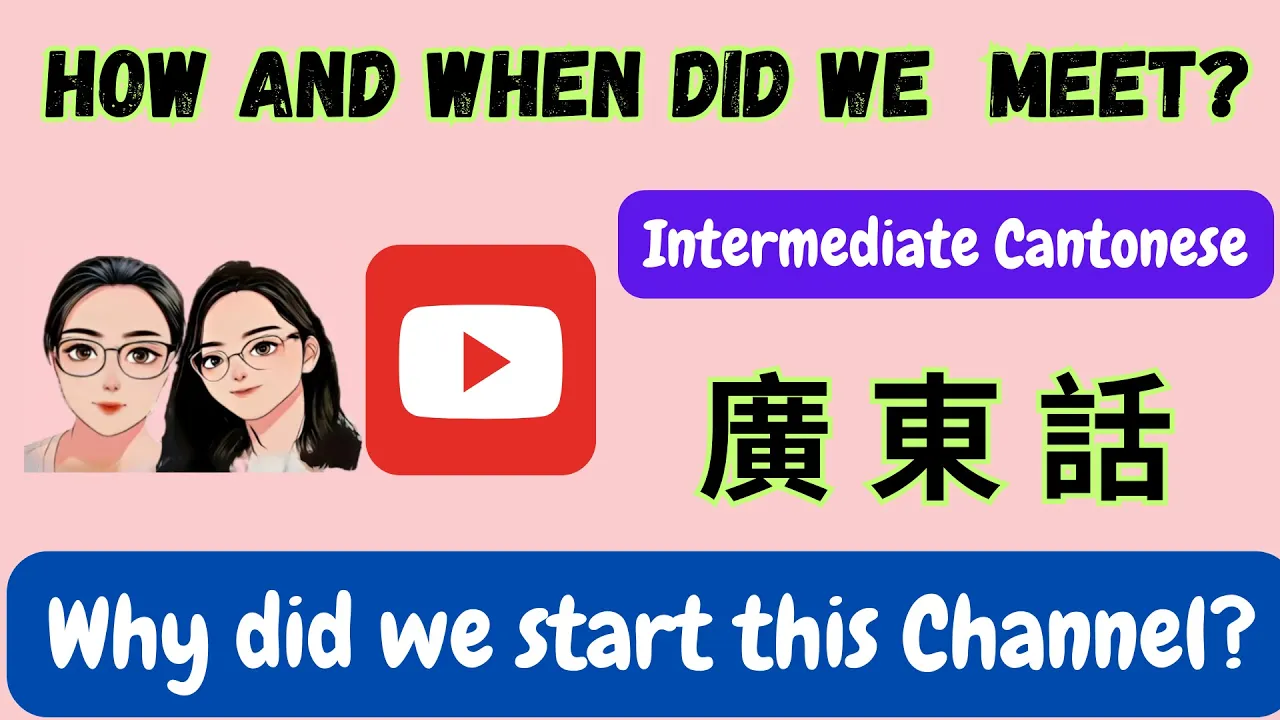 HOW AND WHEN DID WE MEET?
Intermediate Cantonese
廣東話
Why did we start this Channel?